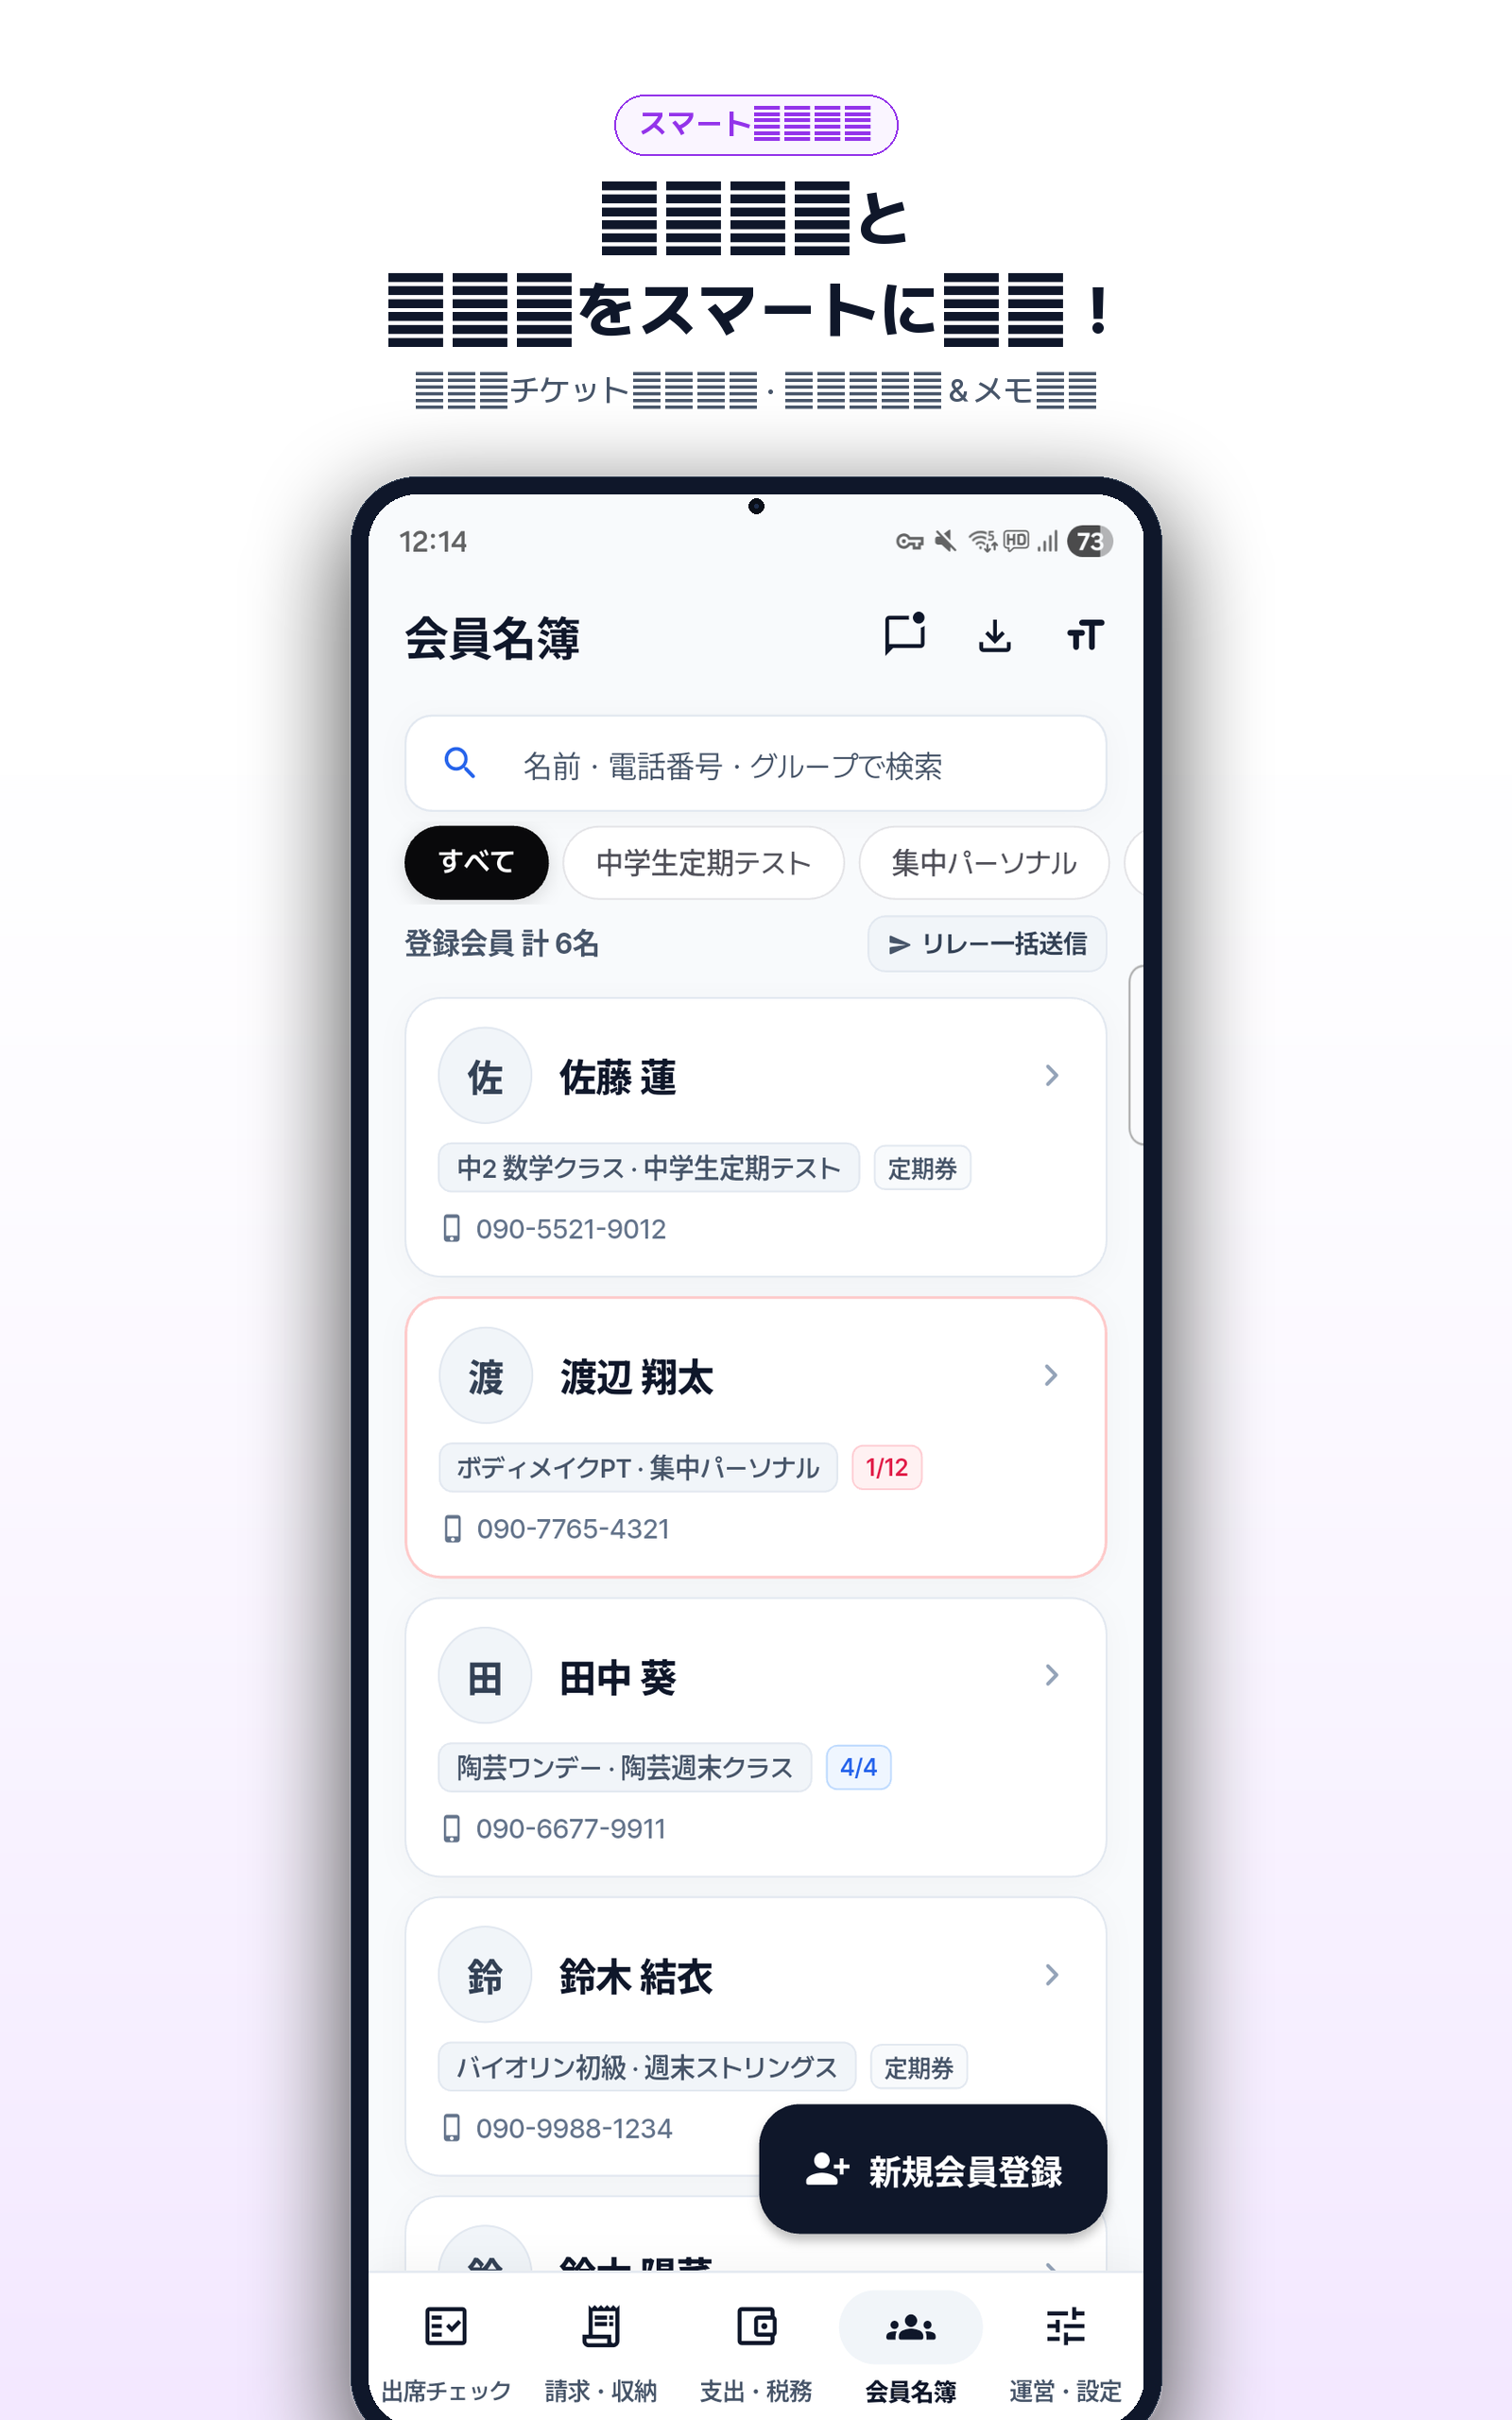 スマート
と
をスマートに！
チケット · & メモ
12:14
5 HD 73
会員名簿
名前・電話番号・グループで検索
すべて
中学生定期テスト
集中パーソナル
登録会員 計 6名
リレー一括送信
佐
佐藤 蓮
中2 数学クラス · 中学生定期テスト
定期券
090-5521-9012
渡
渡辺 翔太
ボディメイクPT · 集中パーソナル
1/12
090-7765-4321
田
田中 葵
陶芸ワンデー · 陶芸週末クラス
4/4
090-6677-9911
鈴
鈴木 結衣
バイオリン初級 · 週末ストリングス
定期券
090-9988-1234
新規会員登録
出席チェック
請求・収納
支出・税務
会員名簿
運営・設定